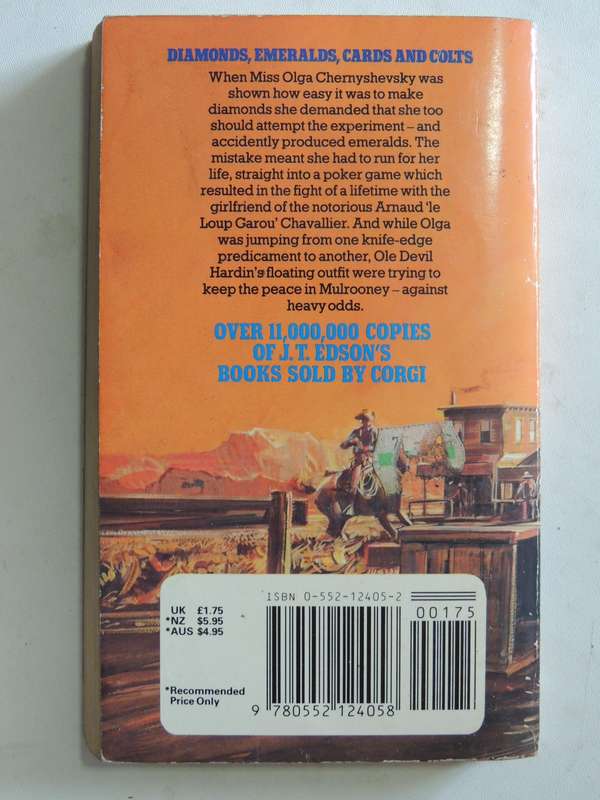 DIAMONDS, EMERALDS, CARDS AND COLTS
When Miss Olga Chernyshevsky was
shown how easy it was to make
diamonds she demanded that she too
should attempt the experiment – and
accidently produced emeralds. The
mistake meant she had to run for her
life, straight into a poker game which
resulted in the fight of a lifetime with the
girlfriend of the notorious Arnaud 'le
Loup Garou' Chavallier. And while Olga
was jumping from one knife-edge
predicament to another, Ole Devil
Hardin's floating outfit were trying to
keep the peace in Mulrooney – against
heavy odds.
OVER 11,000,000 COPIES
OF J.T. EDSON'S
BOOKS SOLD BY CORGI
UK £1.75
*NZ $5.95
*AUS $4.95
*Recommended
Price Only
ISBN 0-552-12405-2
00175
9 780552 124058